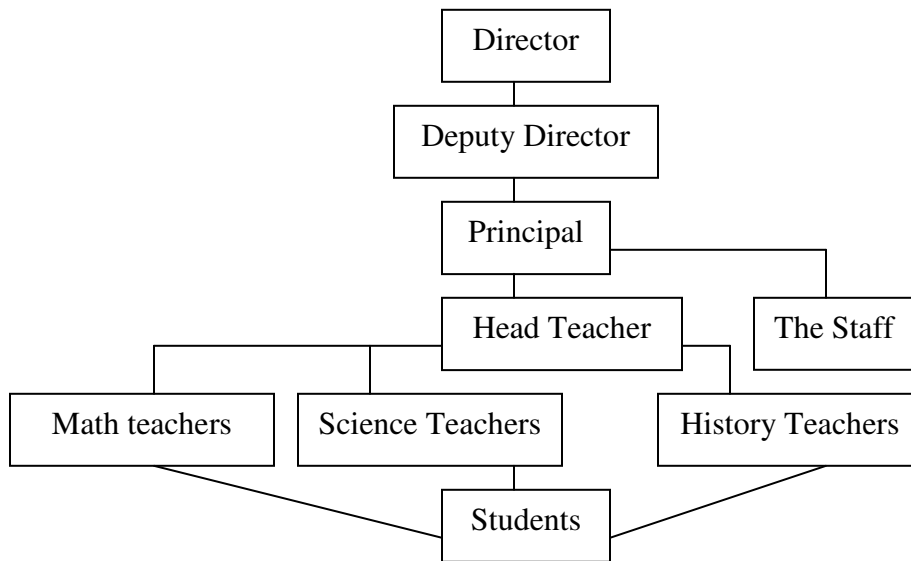 Director
Deputy Director
Principal
Head Teacher
The Staff
Math teachers
Science Teachers
History Teachers
Students